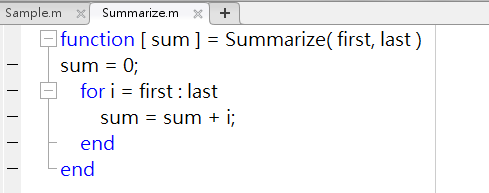 Sample.m Summarize.m
function [ sum ] = Summarize( first, last )
sum = 0;
for i = first : last
sum = sum + i;
end
end